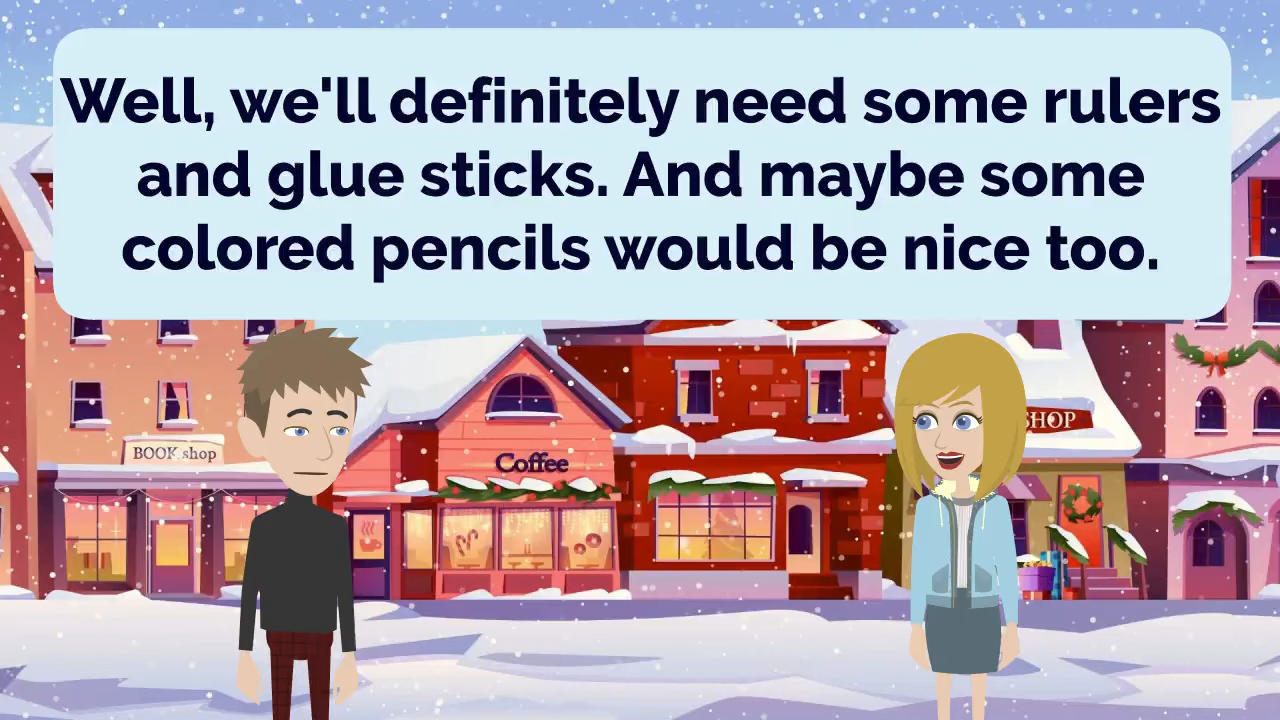 Well, we'll definitely need some rulers
and glue sticks. And maybe some
colored pencils would be nice too.
BOOK shop
Coffee
SHOP